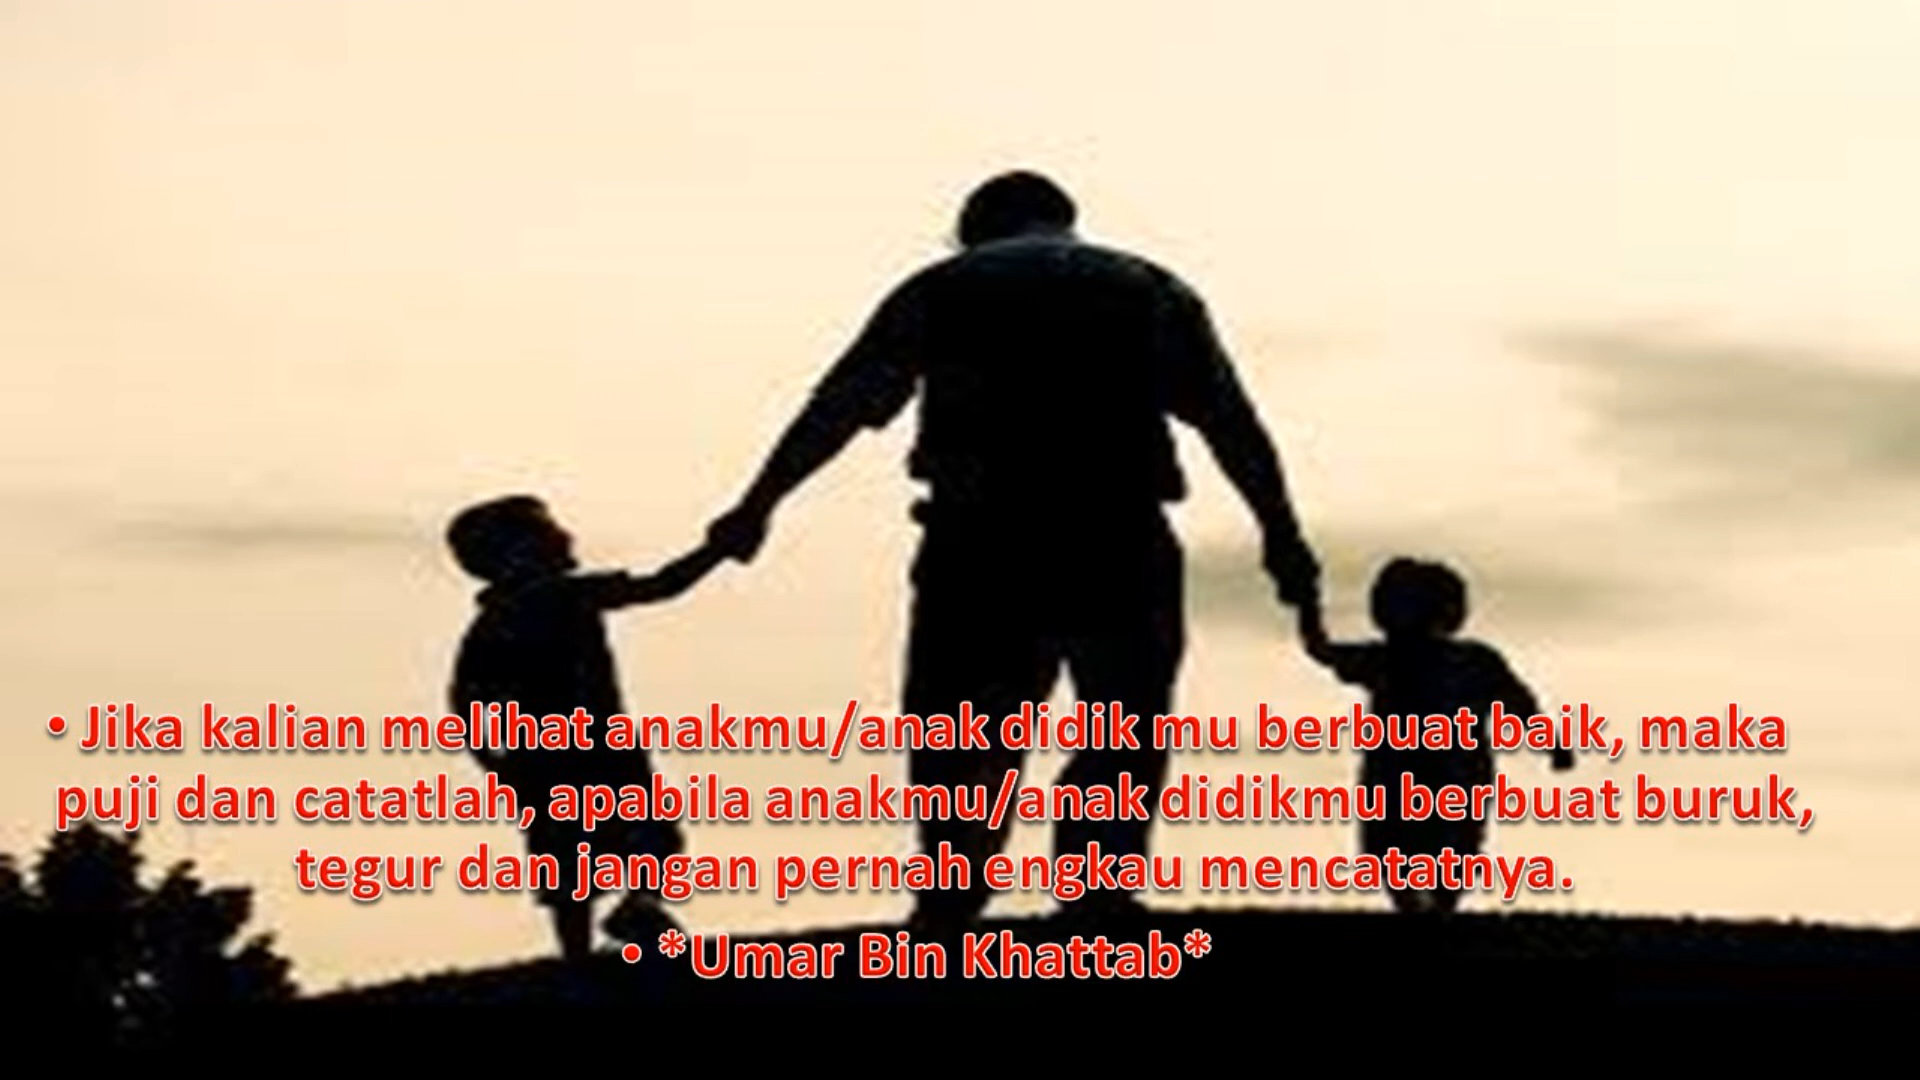 • Jika kalian melihat anakmu/anak didik mu berbuat baik, maka
puji dan catatlah, apabila anakmu/anak didikmu berbuat buruk,
tegur dan jangan pernah engkau mencatatnya.
• *Umar Bin Khattab*